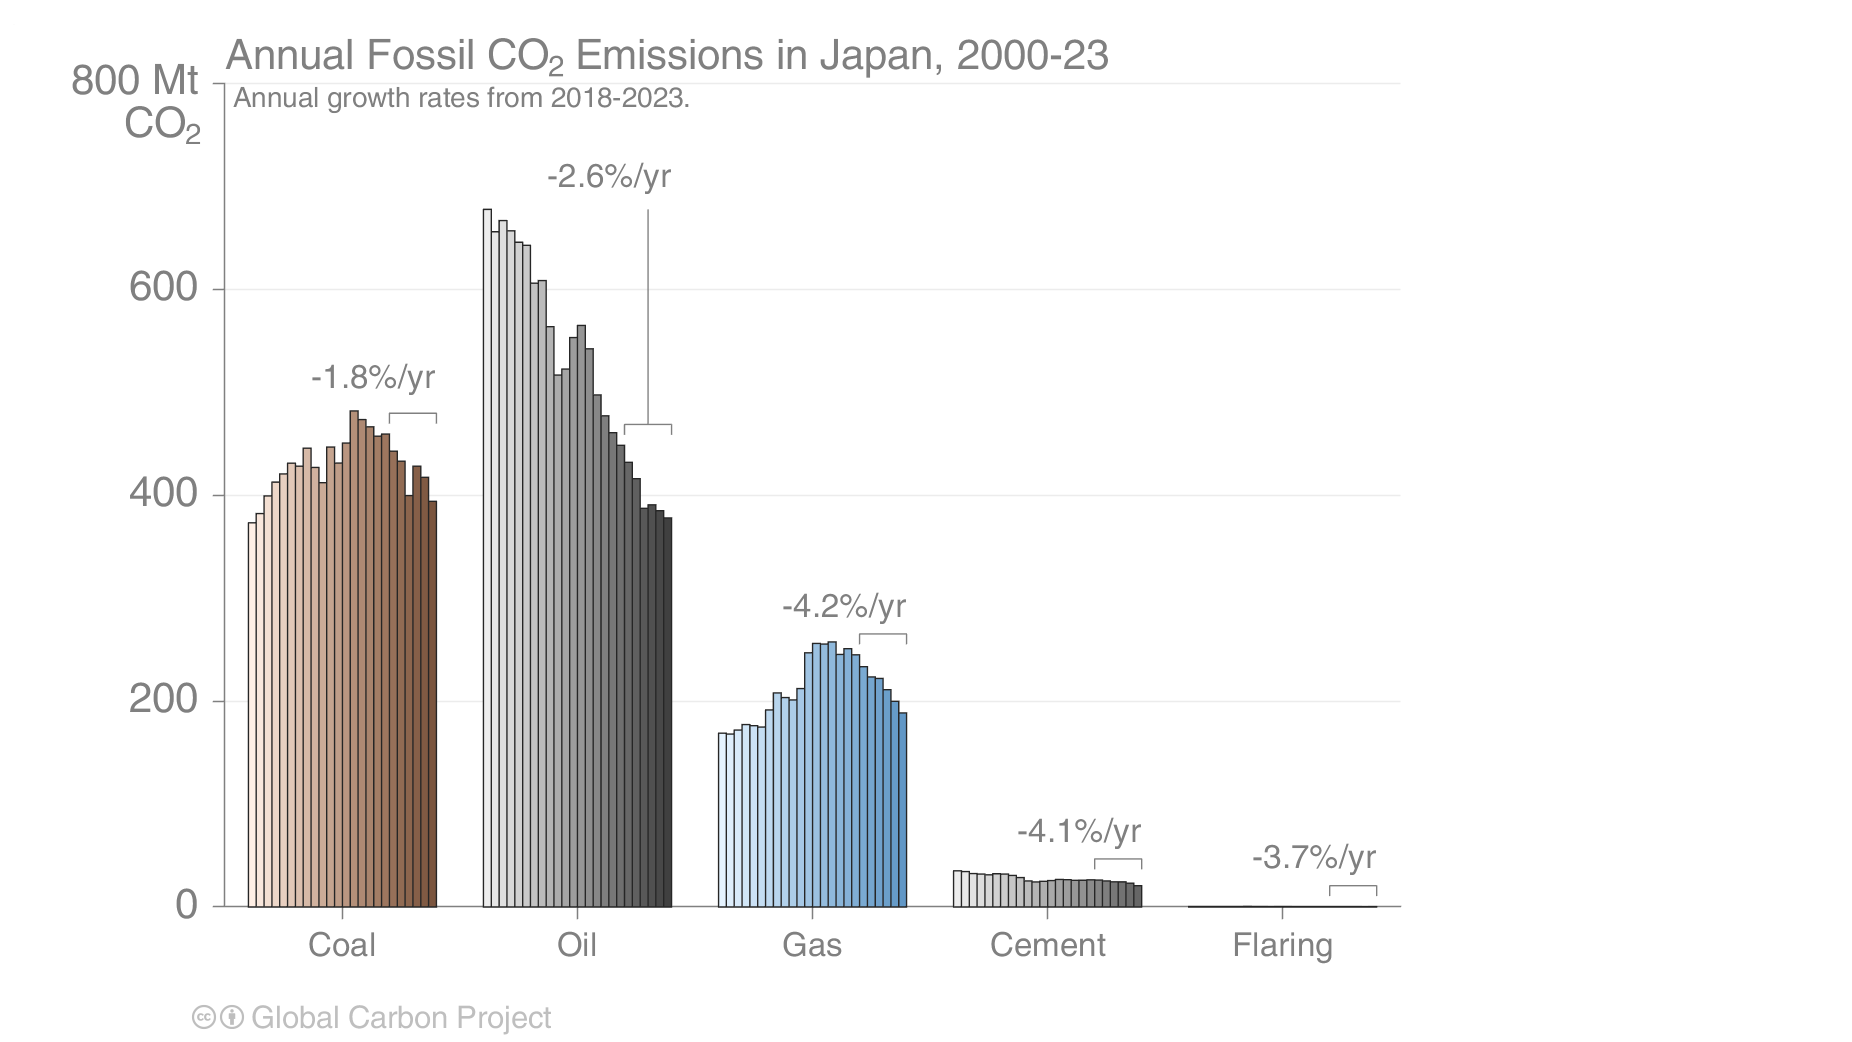 Annual Fossil CO₂ Emissions in Japan, 2000-23
800 Mt
CO₂
Annual growth rates from 2018-2023.
-2.6%/yr
600
-1.8%/yr
400
-4.2%/yr
200
-4.1%/yr
-3.7%/yr
0
Coal Oil Gas Cement Flaring
cc Global Carbon Project